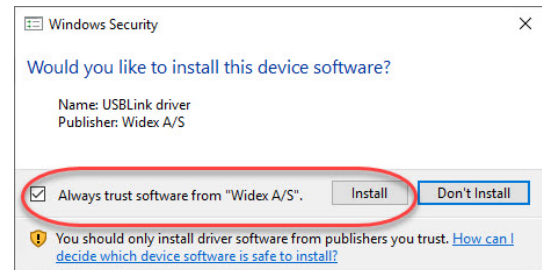 Windows Security
Would you like to install this device software?
Name: USBLink driver
Publisher: Widex A/S
Always trust software from "Widex A/S".
Install
Don't Install
You should only install driver software from publishers you trust. How can I
decide which device software is safe to install?